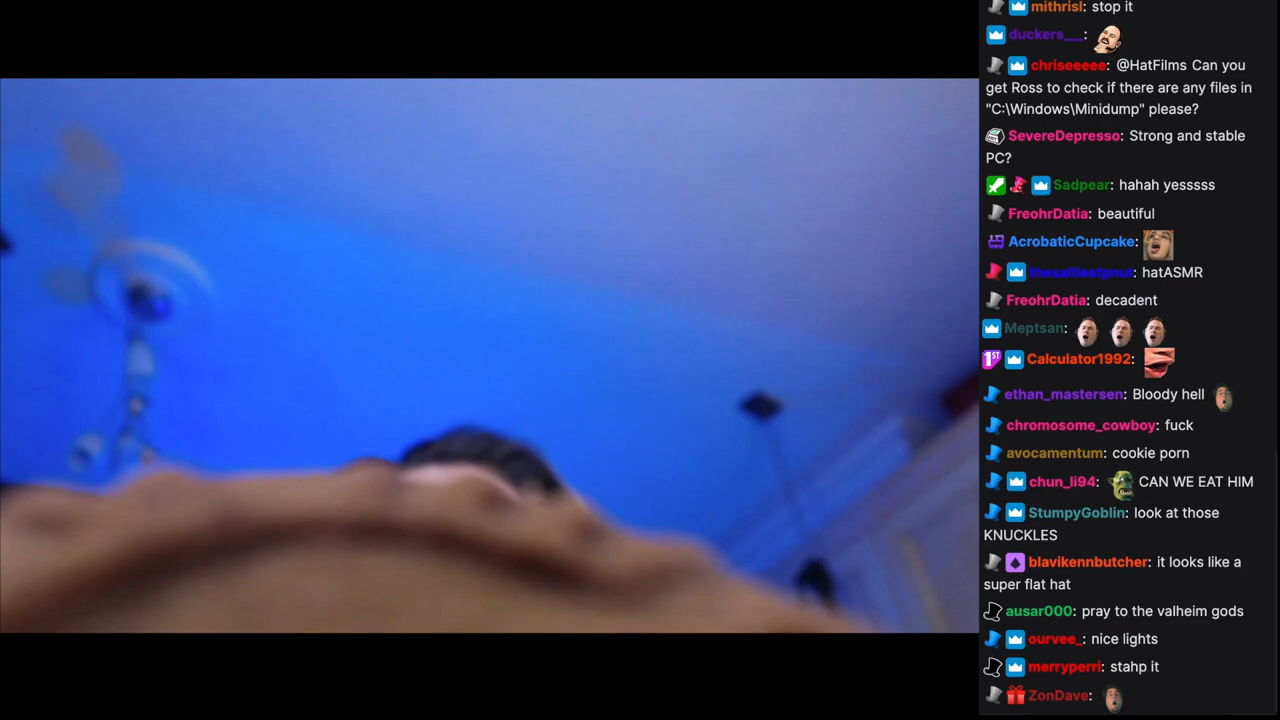 mithrisl: stop it
duckers___:
chriseeeee: @HatFilms Can you
get Ross to check if there are any files in
"C:\Windows\Minidump" please?
SevereDepresso: Strong and stable
PC?
Sadpear: hahah yesssss
FreohrDatia: beautiful
AcrobaticCupcake:
thesaltiestpnut: hatASMR
FreohrDatia: decadent
Meptsan:
1ST Calculator1992:
ethan_mastersen: Bloody hell
chromosome_cowboy: fuck
avocamentum: cookie porn
chun_li94: CAN WE EAT HIM
StumpyGoblin: look at those
KNUCKLES
blavikennbutcher: it looks like a
super flat hat
ausar000: pray to the valheim gods
ourvee_: nice lights
merryperri: stahp it
ZonDave: